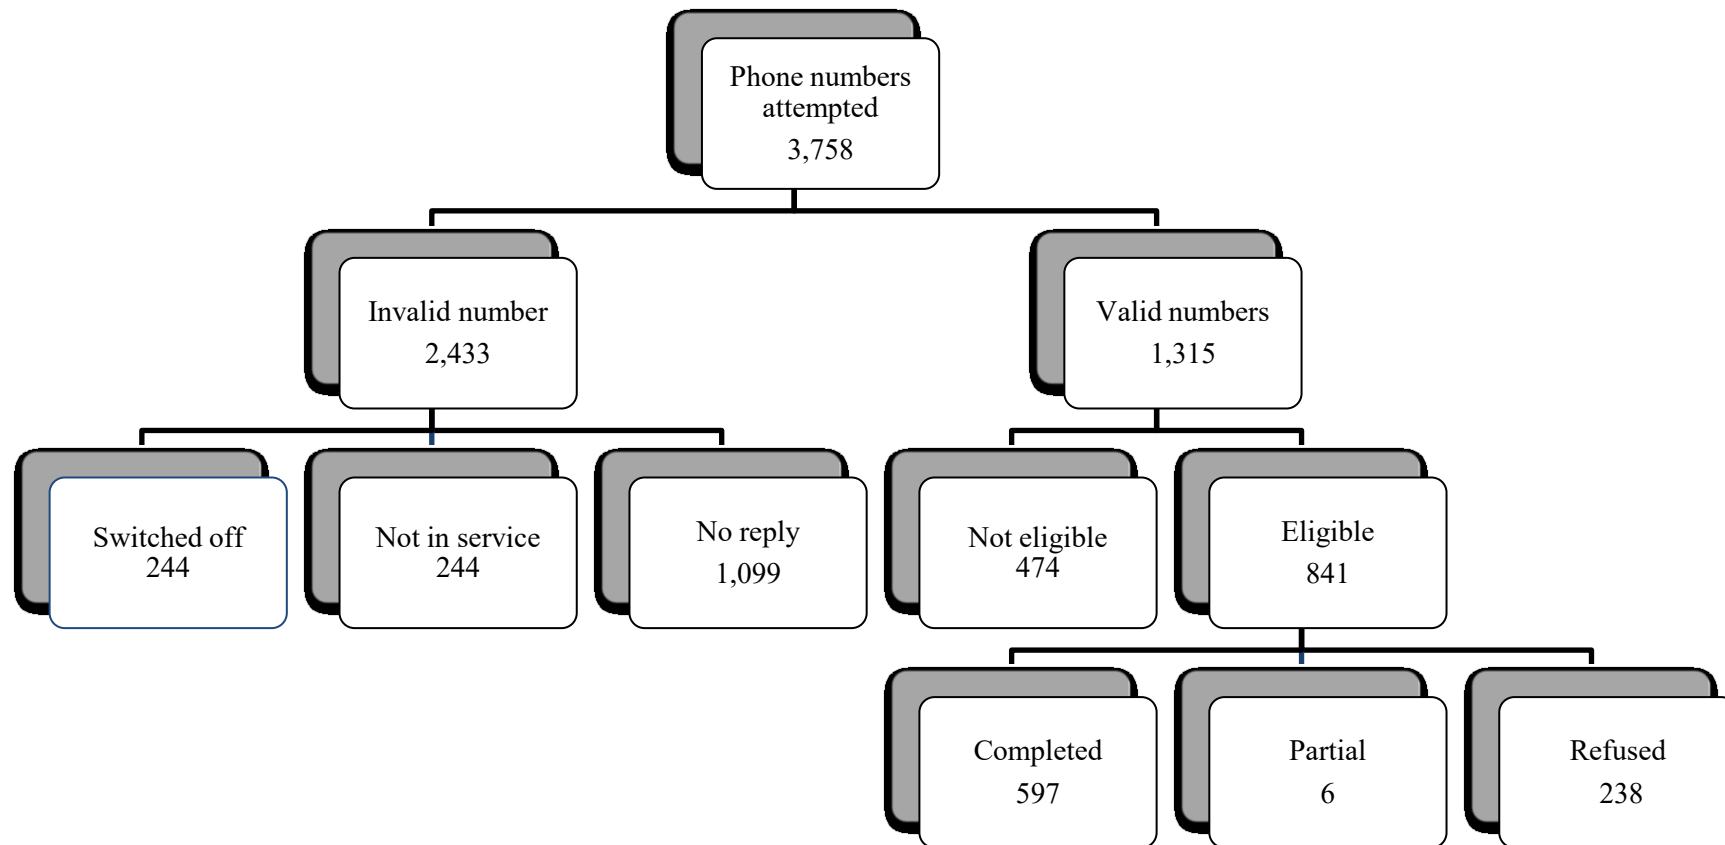 Phone numbers
attempted
3,758
Invalid number
2,433
Valid numbers
1,315
Switched off
244
Not in service
244
No reply
1,099
Not eligible
474
Eligible
841
Completed
597
Partial
6
Refused
238